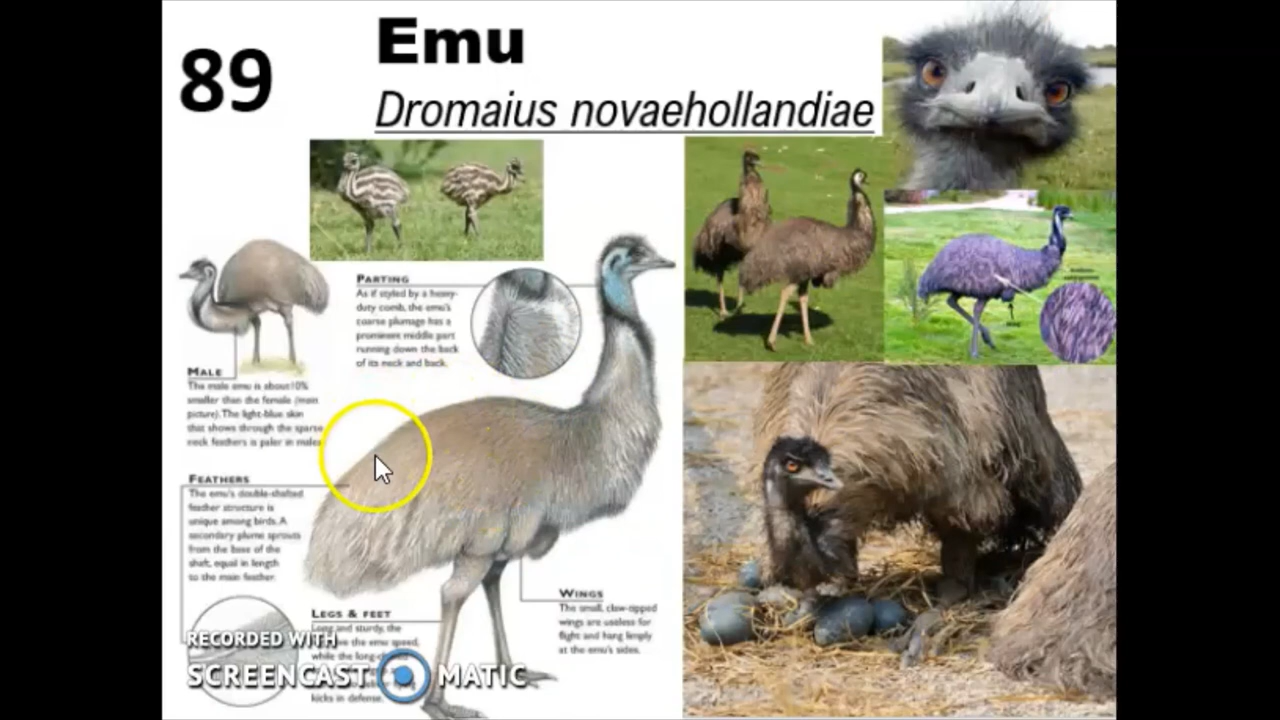 89
Emu
Dromaius novaehollandiae
PARTING
As if styled by a heavy-
duty comb, the emu's
coarse plumage has a
prominent middle part
running down the back
of its neck and back.
MALE
The male emu is about 10%
smaller than the female (main
picture). The light-blue skin
that shows through the sparse
neck feathers is paler in males
FEATHERS
The emu's double-shafted
feather structure is
unique among birds. A
secondary plume sprouts
from the base of the
shaft, equal in length
to the main feather.
WINGS
The small, claw-tipped
wings are useless for
flight and hang limply
at the emu's sides.
LEGS & FEET
Long and sturdy, the
the emu speed,
while the long-
kicks in defense.
RECORDED WITH
SCREENCAST MATIC